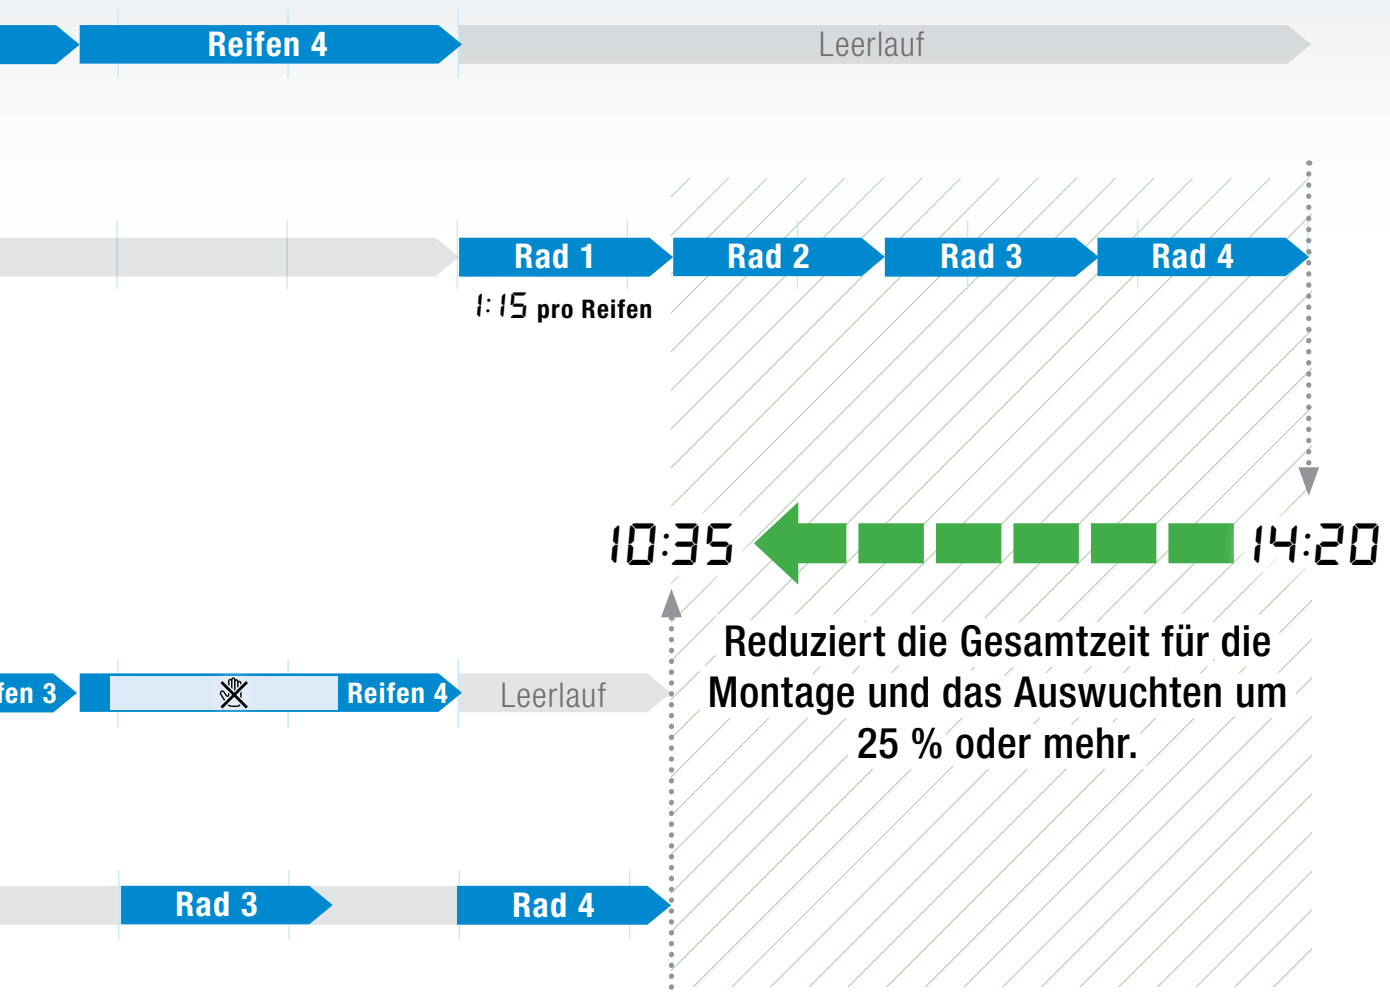 Reifen 4 Leerlauf
Rad 1 Rad 2 Rad 3 Rad 4
1:15 pro Reifen
10:35 14:20
Reduziert die Gesamtzeit für die
Montage und das Auswuchten um
25 % oder mehr.
fen 3 Reifen 4 Leerlauf
Rad 3 Rad 4